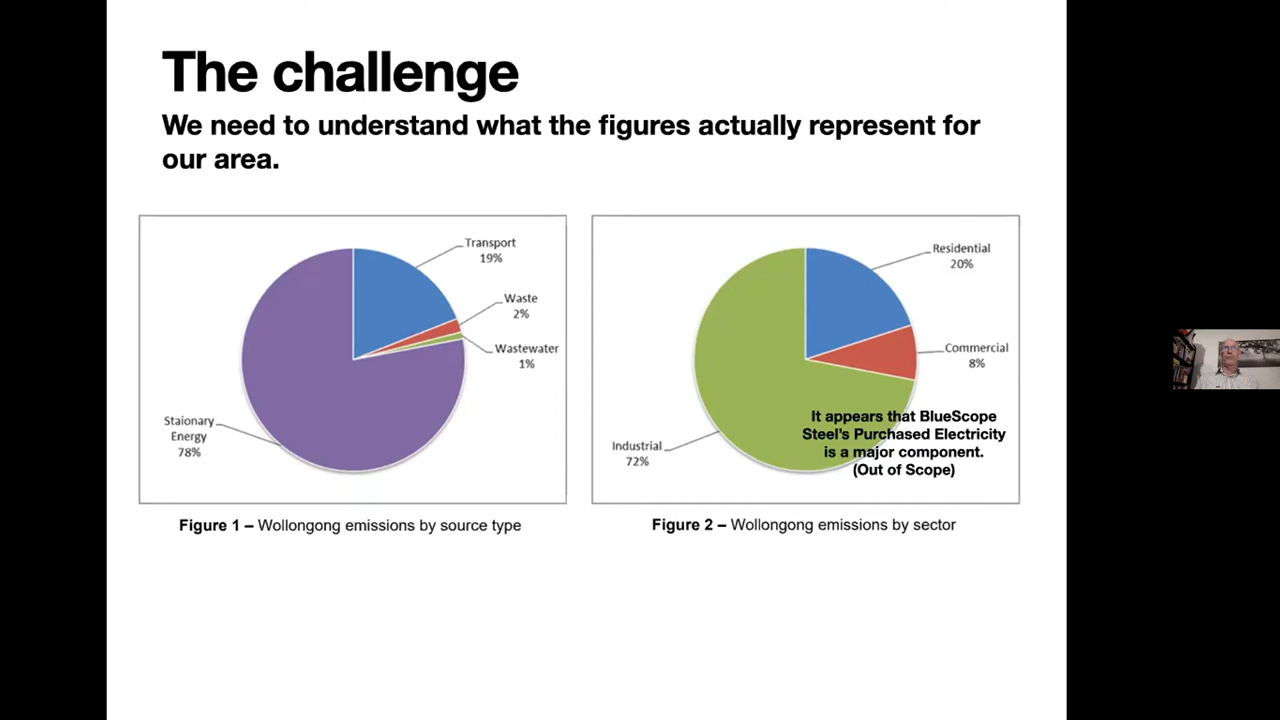 The challenge
We need to understand what the figures actually represent for
our area.
Transport
19%
Waste
2%
Wastewater
1%
Staionary
Energy
78%
Figure 1 – Wollongong emissions by source type
Residential
20%
Commercial
8%
It appears that BlueScope
Steel’s Purchased Electricity
is a major component.
(Out of Scope)
Industrial
72%
Figure 2 – Wollongong emissions by sector